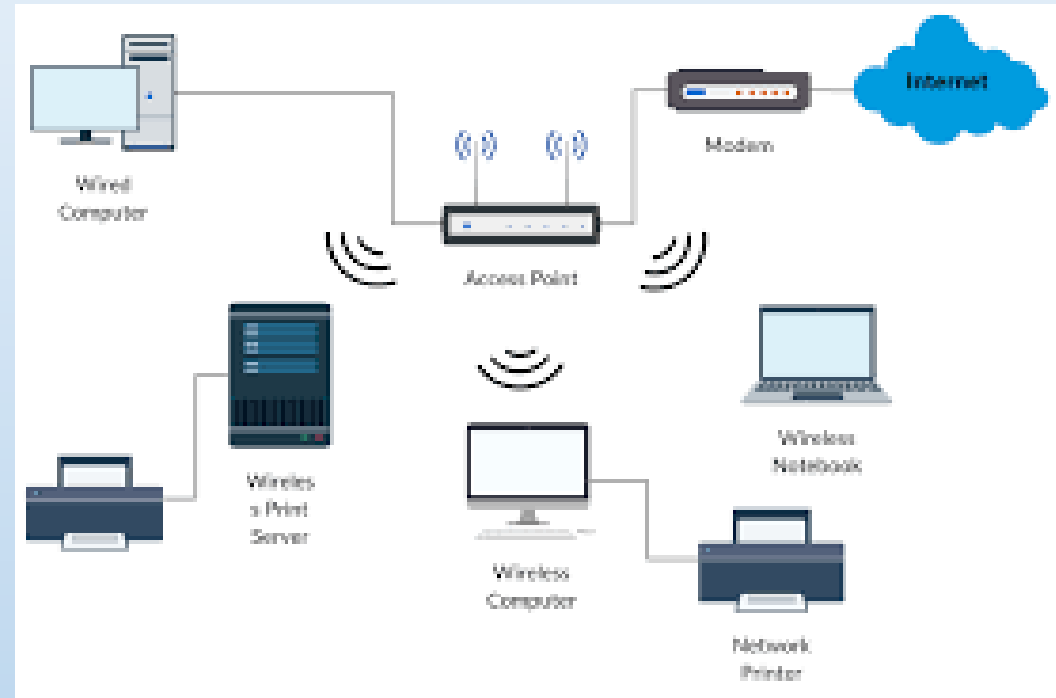 Internet
Modem
Wired
Computer
Access Point
Wireless
Notebook
Wireles
s Print
Server
Wireless
Computer
Network
Printer